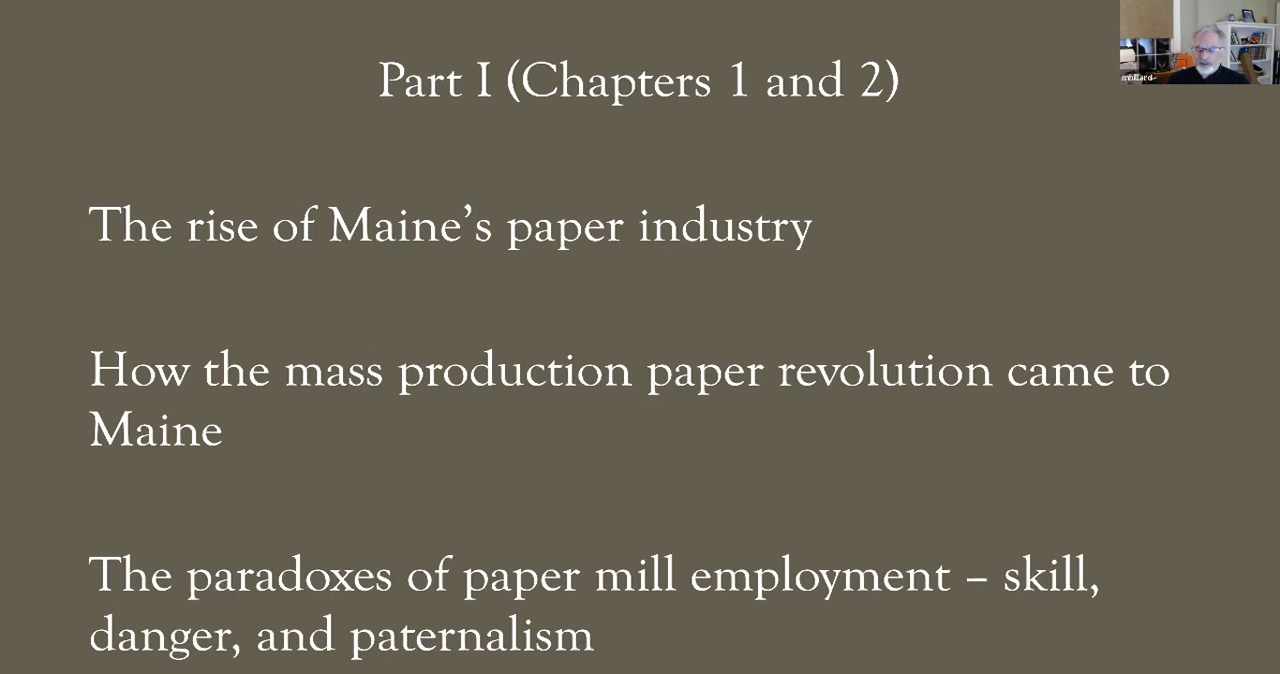 Part I (Chapters 1 and 2)
The rise of Maine’s paper industry
How the mass production paper revolution came to
Maine
The paradoxes of paper mill employment – skill,
danger, and paternalism